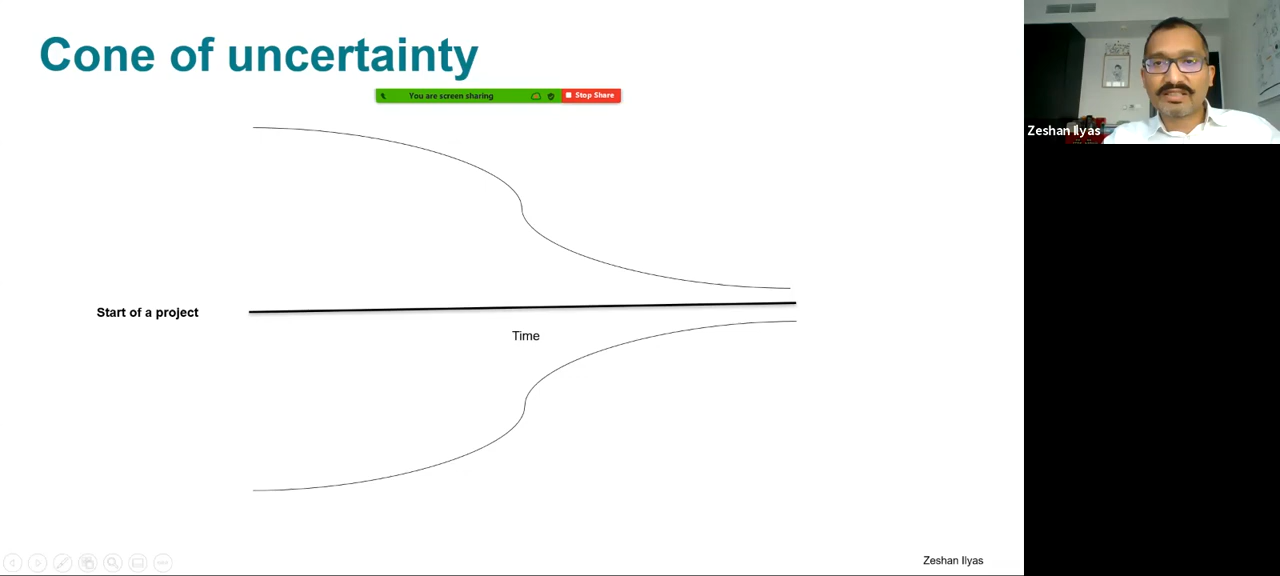 Cone of uncertainty
You are screen sharing
Stop Share
Zeshan Ilyas
Start of a project
Time
Zeshan Ilyas